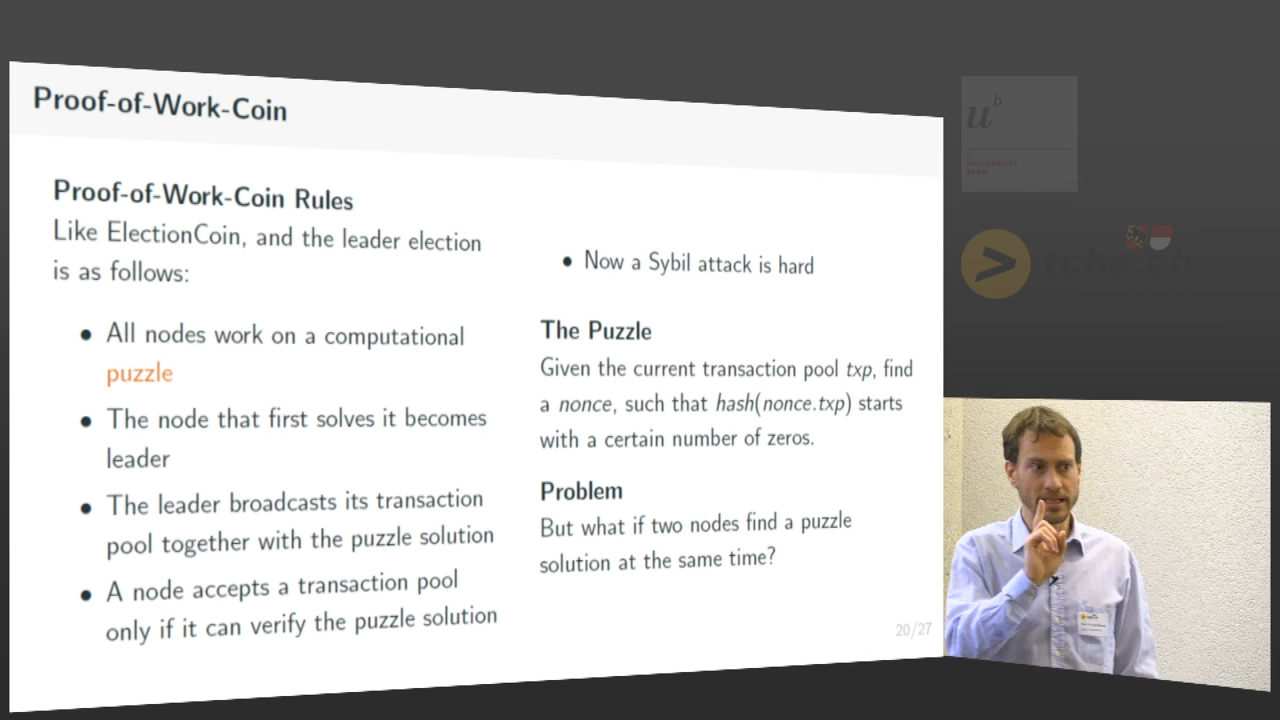 Proof-of-Work-Coin
Proof-of-Work-Coin Rules
Like ElectionCoin, and the leader election
is as follows:
• All nodes work on a computational
puzzle
• The node that first solves it becomes
leader
• The leader broadcasts its transaction
pool together with the puzzle solution
• A node accepts a transaction pool
only if it can verify the puzzle solution
• Now a Sybil attack is hard
The Puzzle
Given the current transaction pool txp, find
a nonce, such that hash(nonce.txp) starts
with a certain number of zeros.
Problem
But what if two nodes find a puzzle
solution at the same time?
20/27
u
b
UNIVERSITÄT
BERN
tcbe.ch